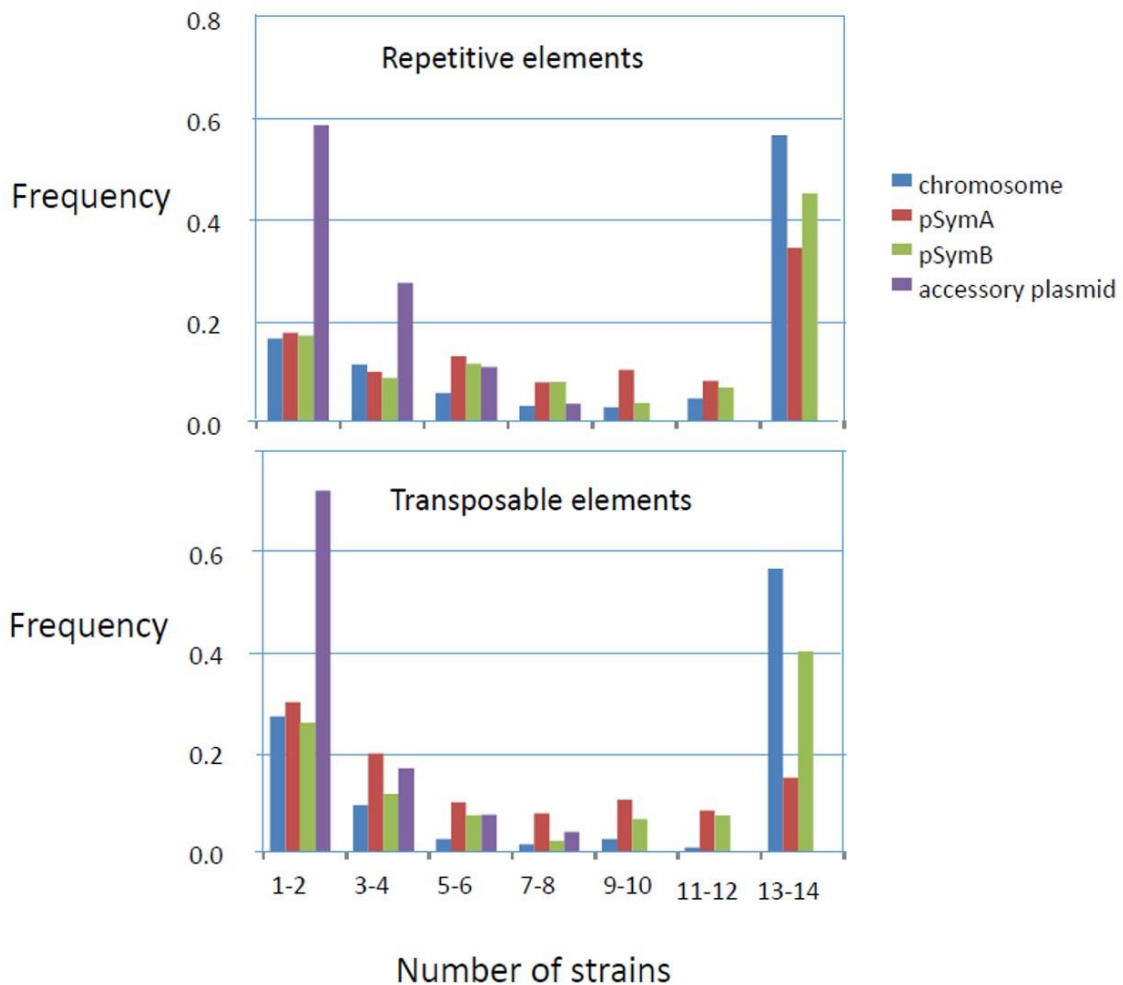 0.8
Repetitive elements
0.6
Frequency
0.4
0.2
0.0
chromosome
pSymA
pSymB
accessory plasmid
Transposable elements
0.6
Frequency
0.4
0.2
0.0
1-2 3-4 5-6 7-8 9-10 11-12 13-14
Number of strains